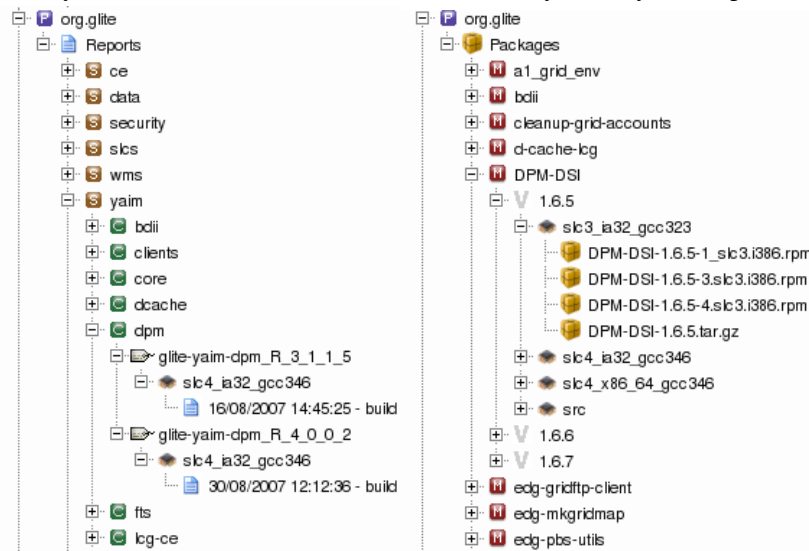 org.glite
Reports
S ce
S data
S security
S slcs
S wms
S yaim
C bdii
C clients
C core
C dcache
C dpm
glite-yaim-dpm_R_3_1_1_5
slc4_ia32_gcc346
16/08/2007 14:45:25 - build
glite-yaim-dpm_R_4_0_0_2
slc4_ia32_gcc346
30/08/2007 12:12:36 - build
C fts
C lcg-ce
P org.glite
Packages
M a1_grid_env
M bdii
M cleanup-grid-accounts
M d-cache-lcg
M DPM-DSI
V 1.6.5
slc3_ia32_gcc323
DPM-DSI-1.6.5-1_slc3.i386.rpm
DPM-DSI-1.6.5-3.slc3.i386.rpm
DPM-DSI-1.6.5-4.slc3.i386.rpm
DPM-DSI-1.6.5.tar.gz
slc4_ia32_gcc346
slc4_x86_64_gcc346
src
V 1.6.6
V 1.6.7
M edg-gridftp-client
M edg-mkgridmap
M edg-pbs-utils